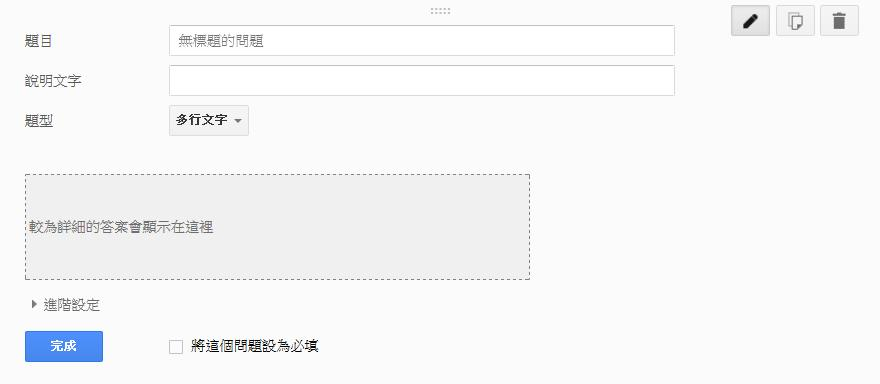 題目 無標題的問題
說明文字
題型 多行文字
較為詳細的答案會顯示在這裡
進階設定
完成 將這個問題設為必填